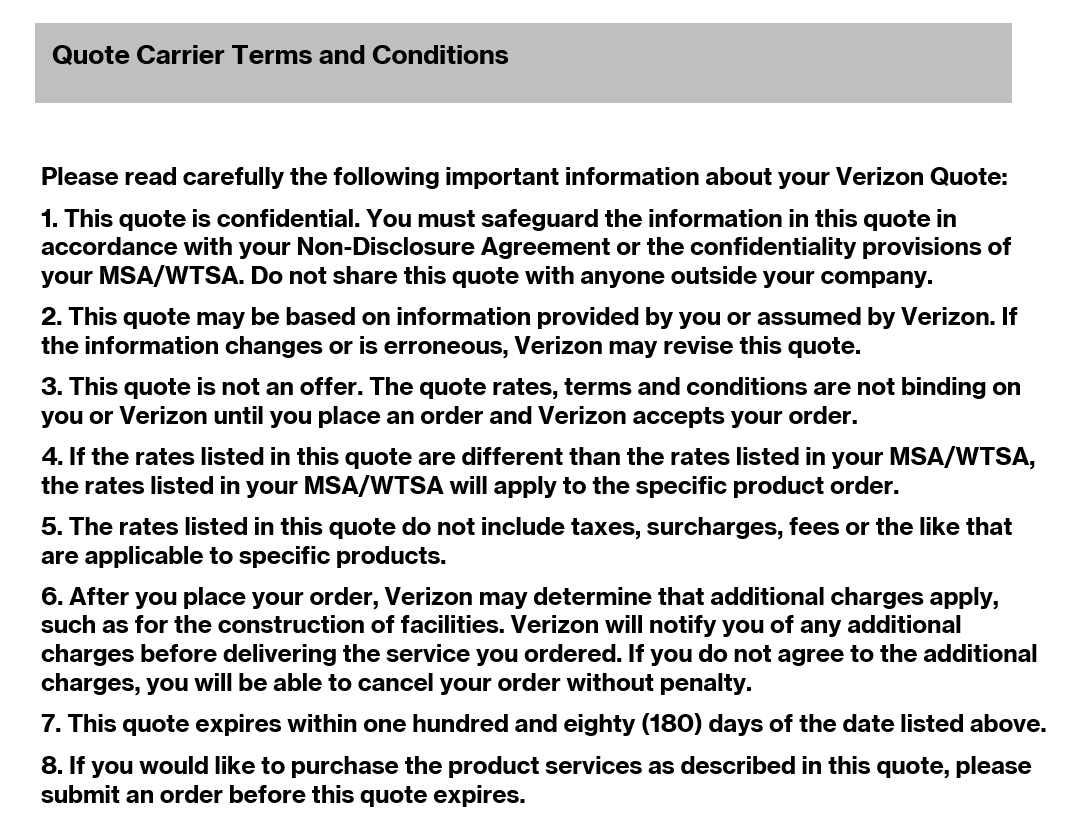 Quote Carrier Terms and Conditions
Please read carefully the following important information about your Verizon Quote:
1. This quote is confidential. You must safeguard the information in this quote in
accordance with your Non-Disclosure Agreement or the confidentiality provisions of
your MSA/WTSA. Do not share this quote with anyone outside your company.
2. This quote may be based on information provided by you or assumed by Verizon. If
the information changes or is erroneous, Verizon may revise this quote.
3. This quote is not an offer. The quote rates, terms and conditions are not binding on
you or Verizon until you place an order and Verizon accepts your order.
4. If the rates listed in this quote are different than the rates listed in your MSA/WTSA,
the rates listed in your MSA/WTSA will apply to the specific product order.
5. The rates listed in this quote do not include taxes, surcharges, fees or the like that
are applicable to specific products.
6. After you place your order, Verizon may determine that additional charges apply,
such as for the construction of facilities. Verizon will notify you of any additional
charges before delivering the service you ordered. If you do not agree to the additional
charges, you will be able to cancel your order without penalty.
7. This quote expires within one hundred and eighty (180) days of the date listed above.
8. If you would like to purchase the product services as described in this quote, please
submit an order before this quote expires.